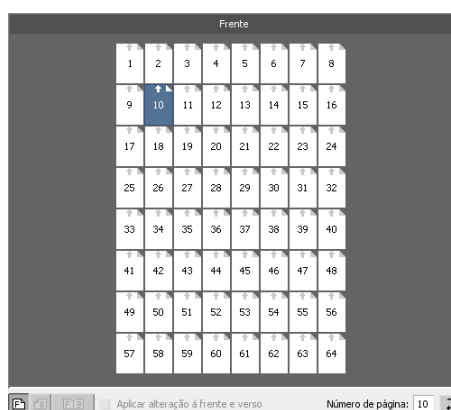 Frente
1 2 3 4 5 6 7 8
9 10 11 12 13 14 15 16
17 18 19 20 21 22 23 24
25 26 27 28 29 30 31 32
33 34 35 36 37 38 39 40
41 42 43 44 45 46 47 48
49 50 51 52 53 54 55 56
57 58 59 60 61 62 63 64
Aplicar alteração à frente e verso Número de página: 10